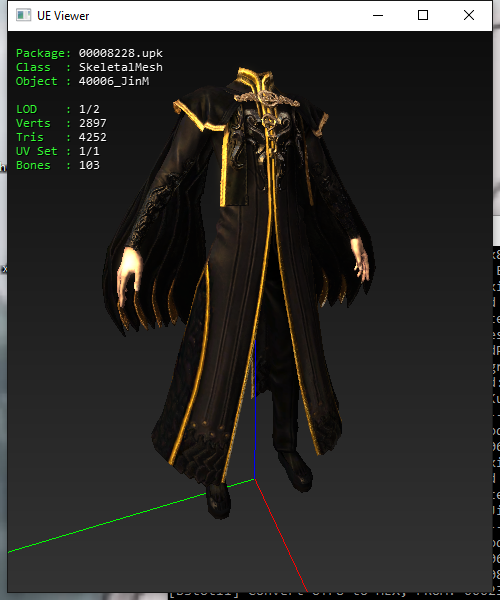 UE Viewer
Package: 00008228.upk
Class : SkeletalMesh
Object : 40006_JinM
LOD : 1/2
Verts : 2897
Tris : 4252
UV Set : 1/1
Bones : 103